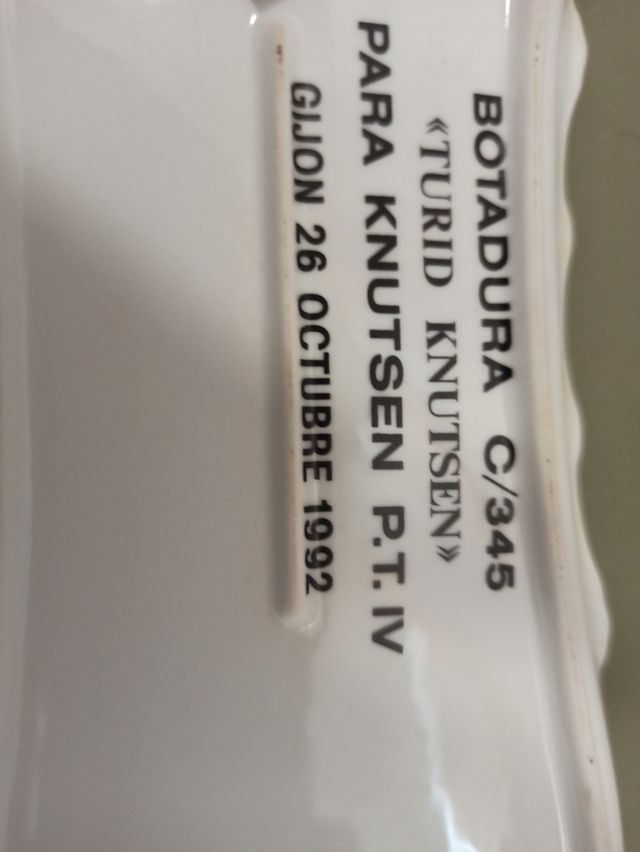 BOTADURA C/345
«TURID KNUTSEN»
PARA KNUTSEN P.T. IV
GIJON 26 OCTUBRE 1992